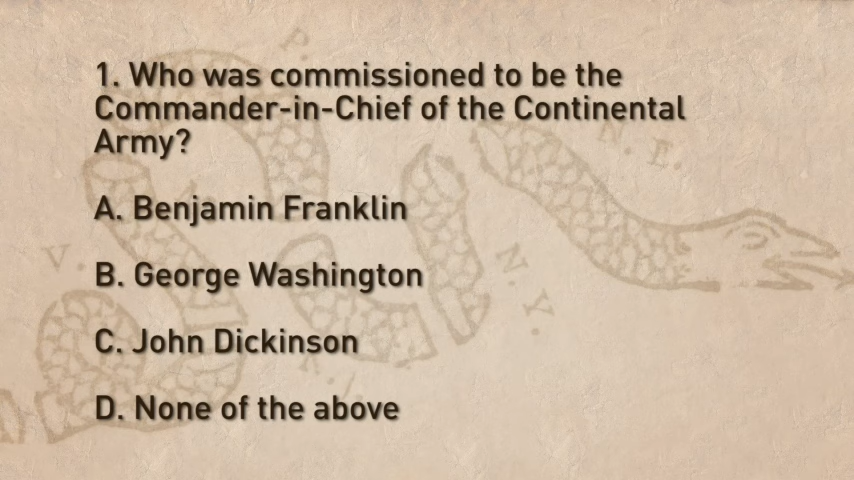 1. Who was commissioned to be the
Commander-in-Chief of the Continental
Army?
A. Benjamin Franklin
B. George Washington
C. John Dickinson
D. None of the above
P.
N. E.
V.
N. Y.